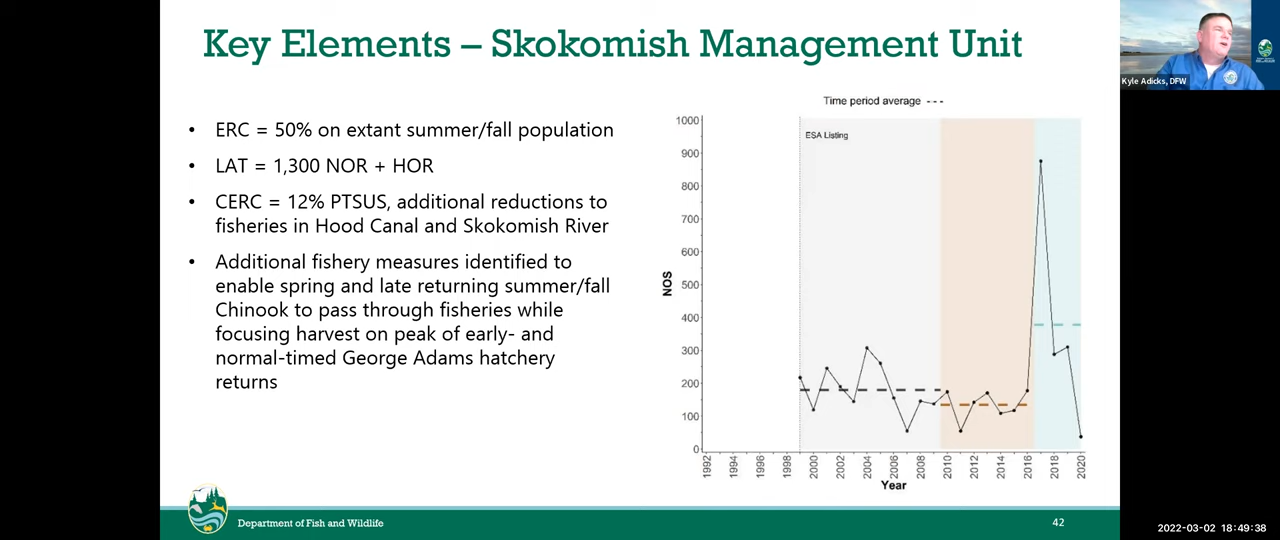 Key Elements – Skokomish Management Unit
Kyle Adicks, DFW
• ERC = 50% on extant summer/fall population
• LAT = 1,300 NOR + HOR
• CERC = 12% PTSUS, additional reductions to
fisheries in Hood Canal and Skokomish River
• Additional fishery measures identified to
enable spring and late returning summer/fall
Chinook to pass through fisheries while
focusing harvest on peak of early- and
normal-timed George Adams hatchery
returns
Time period average ---
ESA Listing
1000
900
800
700
600
500
400
300
200
100
0
NOS
1992 1994 1996 1998 2000 2002 2004 2006 2008 2010 2012 2014 2016 2018 2020
Year
Department of Fish and Wildlife
42
2022-03-02 18:49:38